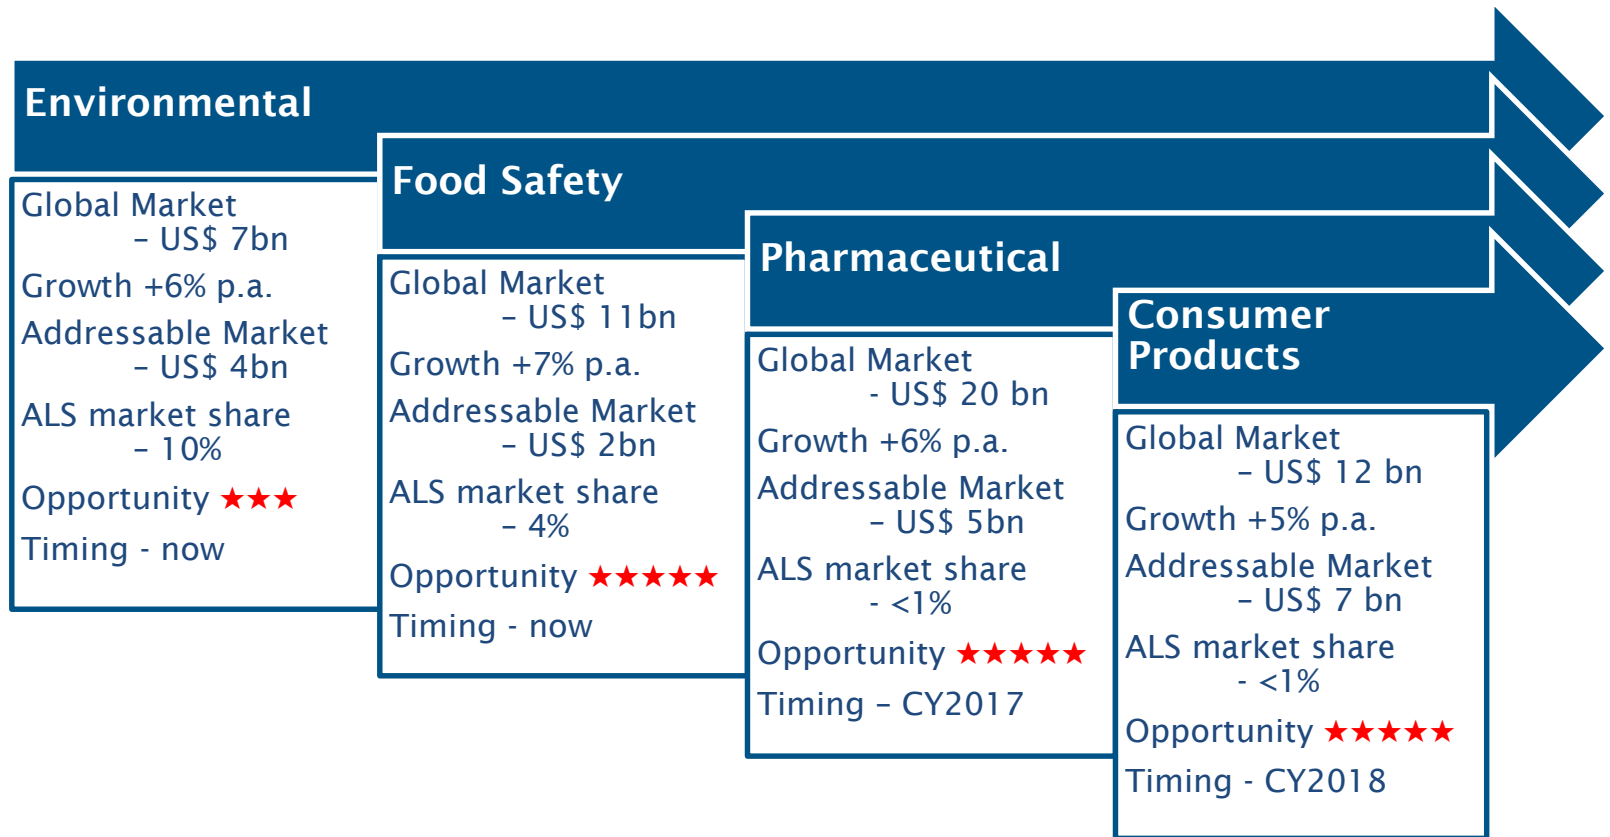 Environmental
Global Market
– US$ 7bn
Growth +6% p.a.
Addressable Market
– US$ 4bn
ALS market share
– 10%
Opportunity ★★★
Timing - now
Food Safety
Global Market
– US$ 11bn
Growth +7% p.a.
Addressable Market
– US$ 2bn
ALS market share
– 4%
Opportunity ★★★★★
Timing - now
Pharmaceutical
Global Market
- US$ 20 bn
Growth +6% p.a.
Addressable Market
– US$ 5bn
ALS market share
- <1%
Opportunity ★★★★★
Timing – CY2017
Consumer
Products
Global Market
– US$ 12 bn
Growth +5% p.a.
Addressable Market
– US$ 7 bn
ALS market share
- <1%
Opportunity ★★★★★
Timing - CY2018